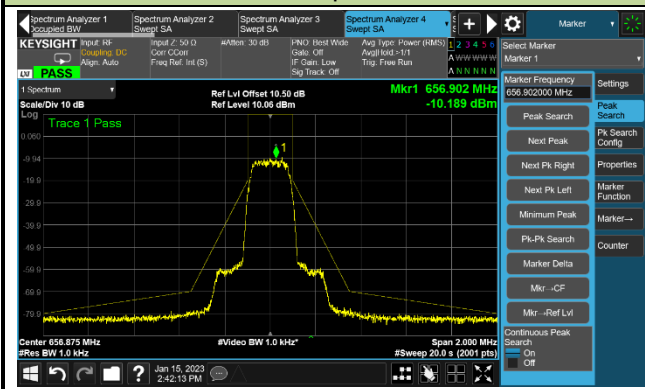 Spectrum Analyzer 1
Occupied BW
Spectrum Analyzer 2
Swept SA
Spectrum Analyzer 3
Swept SA
Spectrum Analyzer 4
Swept SA
Marker
KEYSIGHT
Input: RF
Coupling: DC
Align: Auto
Input Z: 50 Ω
Corr CCorr
Freq Ref: Int (S)
#Atten: 30 dB
PNO: Best Wide
Gate: Off
IF Gain: Low
Sig Track: Off
Avg Type: Power (RMS)
Avg|Hold:>1/1
Trig: Free Run
1 2 3 4 5 6
A W W W W W
A N N N N N
LXI PASS
Select Marker
Marker 1
1 Spectrum
Scale/Div 10 dB
Log
Ref Lvl Offset 10.50 dB
Ref Level 10.06 dBm
Mkr1 656.902 MHz
-10.189 dBm
Trace 1 Pass
1
0.060
-9.94
-19.9
-29.9
-39.9
-49.9
-59.9
-69.9
-79.9
Center 656.875 MHz
#Res BW 1.0 kHz
#Video BW 1.0 kHz*
Span 2.000 MHz
#Sweep 20.0 s (2001 pts)
Marker Frequency
656.902000 MHz
Peak Search
Next Peak
Next Pk Right
Next Pk Left
Minimum Peak
Pk-Pk Search
Marker Delta
Mkr→CF
Mkr→Ref Lvl
Continuous Peak
Search
On
Off
Settings
Peak
Search
Pk Search
Config
Properties
Marker
Function
Marker→
Counter
Jan 15, 2023
2:42:13 PM